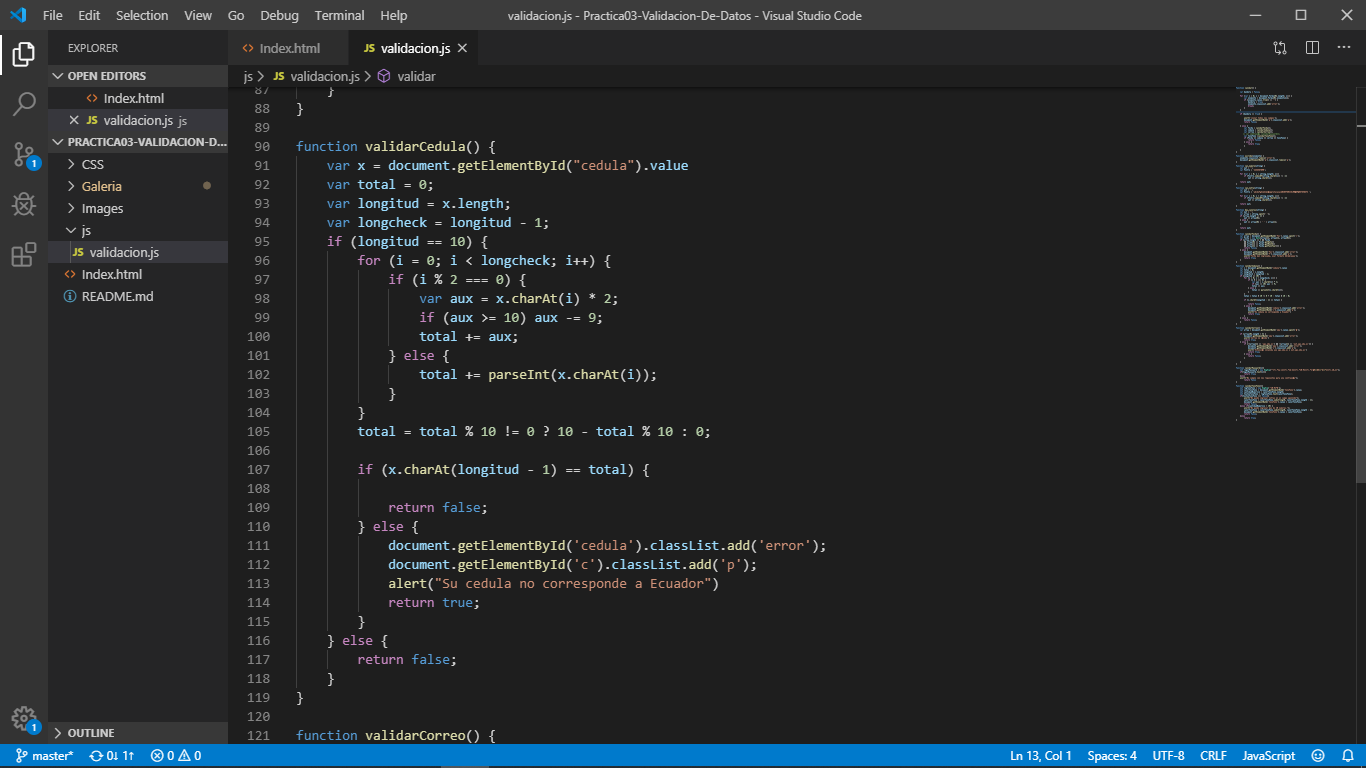 File Edit Selection View Go Debug Terminal Help validacion.js - Practica03-Validacion-De-Datos - Visual Studio Code
EXPLORER
OPEN EDITORS
Index.html
validacion.js js
PRACTICA03-VALIDACION-D...
CSS
Galeria
Images
js
JS validacion.js
Index.html
README.md
OUTLINE
Index.html JS validacion.js
js > JS validacion.js > validar
87 }
88 }
89
90 function validarCedula() {
91 var x = document.getElementById("cedula").value
92 var total = 0;
93 var longitud = x.length;
94 var longcheck = longitud - 1;
95 if (longitud == 10) {
96 for (i = 0; i < longcheck; i++) {
97 if (i % 2 === 0) {
98 var aux = x.charAt(i) * 2;
99 if (aux >= 10) aux -= 9;
100 total += aux;
101 } else {
102 total += parseInt(x.charAt(i));
103 }
104 }
105 total = total % 10 != 0 ? 10 - total % 10 : 0;
106
107 if (x.charAt(longitud - 1) == total) {
108
109 return false;
110 } else {
111 document.getElementById('cedula').classList.add('error');
112 document.getElementById('c').classList.add('p');
113 alert("Su cedula no corresponde a Ecuador")
114 return true;
115 }
116 } else {
117 return false;
118 }
119 }
120
121 function validarCorreo() {
master* 0↓ 1↑ 0 0 Ln 13, Col 1 Spaces: 4 UTF-8 CRLF JavaScript